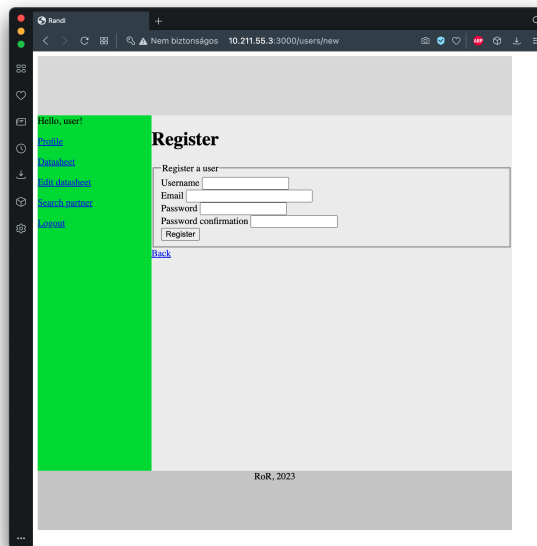 Randi
Nem biztonságos 10.211.55.3:3000/users/new
ABP
Hello, user!
Profile
Datasheet
Edit datasheet
Search partner
Logout
Register
Register a user
Username
Email
Password
Password confirmation
Register
Back
RoR, 2023